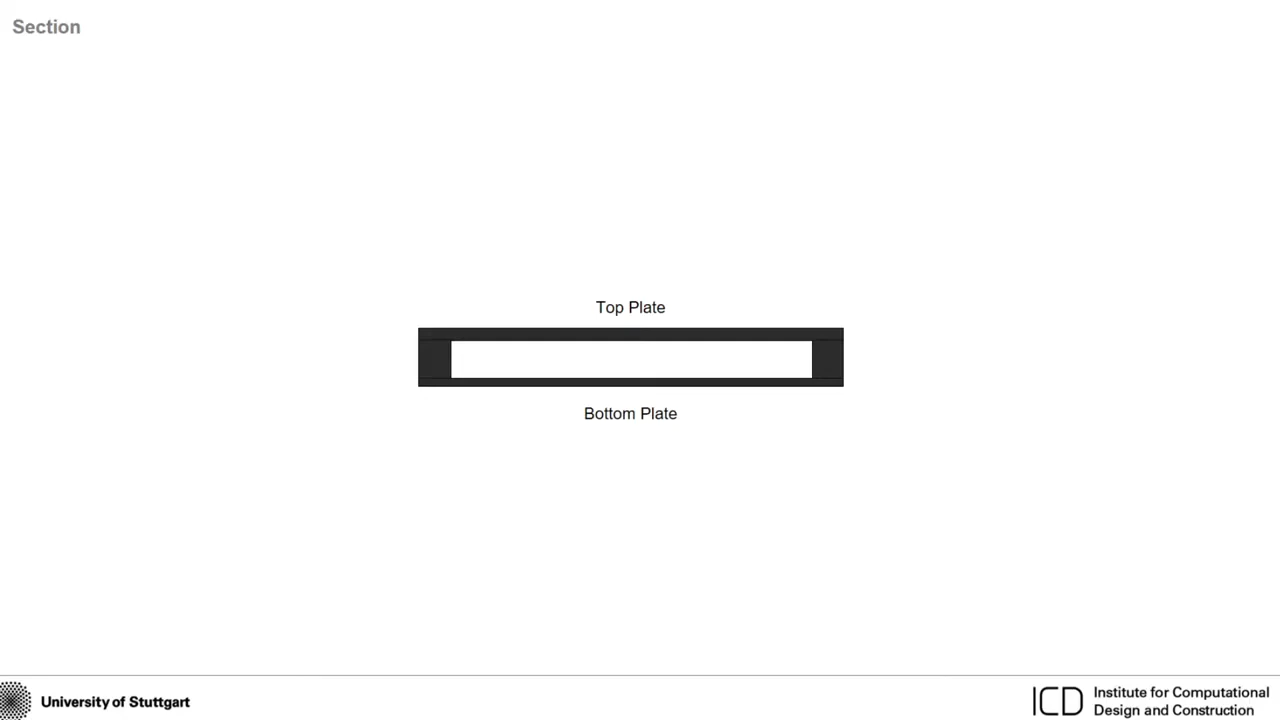 Section
Top Plate
Bottom Plate
University of Stuttgart
ICD
Institute for Computational
Design and Construction